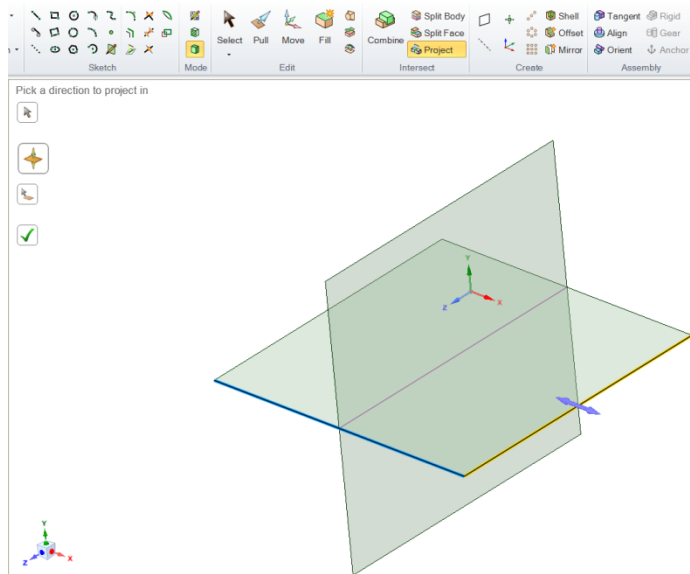 Select
Pull
Move
Fill
Combine
Split Body
Split Face
Project
Shell
Offset
Mirror
Tangent
Rigid
Align
Gear
Orient
Anchor
Sketch
Mode
Edit
Intersect
Create
Assembly
Pick a direction to project in
Y
X
Z
Y
Z
X